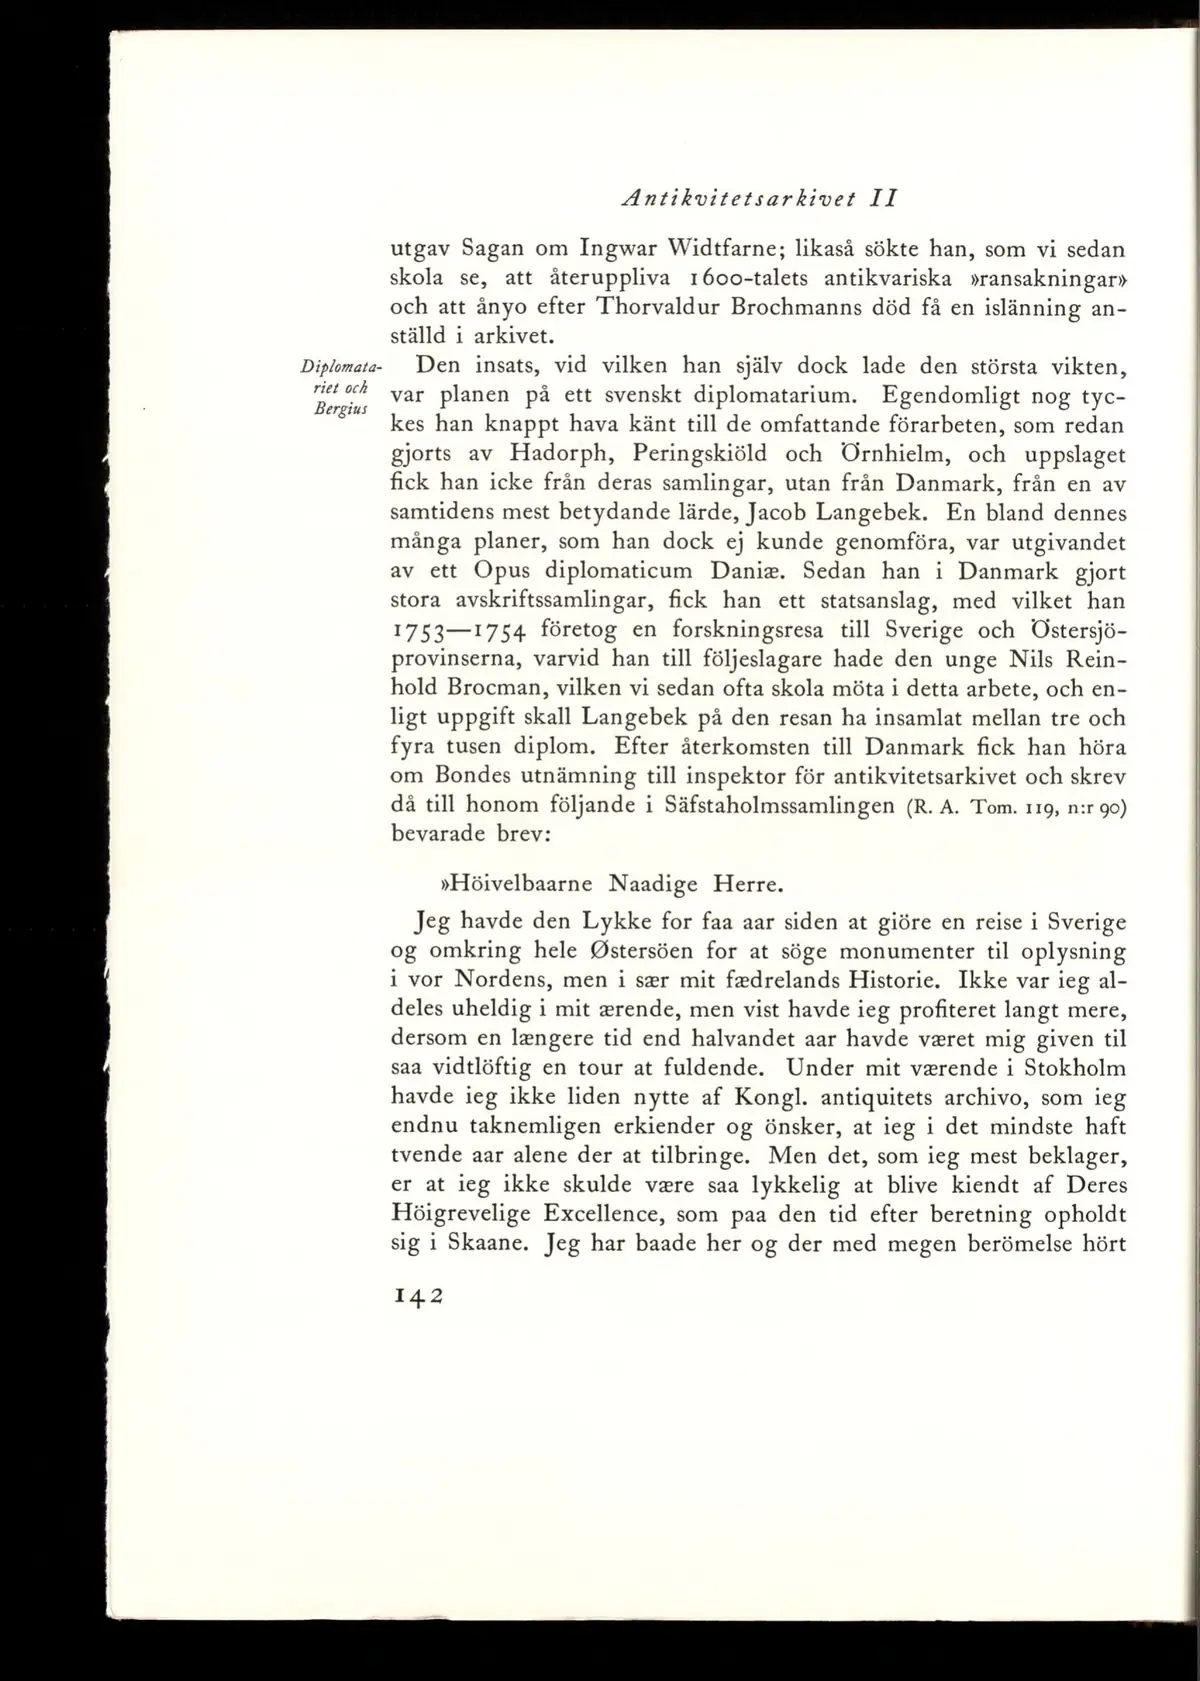 Antikvitetsarkivet II
utgav Sagan om Ingwar Widtfarne; likaså sökte han, som vi sedan
skola se, att återuppliva 1600-talets antikvariska »ransakningar»
och att ånyo efter Thorvaldur Brochmanns död få en islänning an-
ställd i arkivet.
Diplomata-
riet och
Bergius
Den insats, vid vilken han själv dock lade den största vikten,
var planen på ett svenskt diplomatarium. Egendomligt nog tyc-
kes han knappt hava känt till de omfattande förarbeten, som redan
gjorts av Hadorph, Peringskiöld och Örnhielm, och uppslaget
fick han icke från deras samlingar, utan från Danmark, från en av
samtidens mest betydande lärde, Jacob Langebek. En bland dennes
många planer, som han dock ej kunde genomföra, var utgivandet
av ett Opus diplomaticum Daniæ. Sedan han i Danmark gjort
stora avskriftssamlingar, fick han ett statsanslag, med vilket han
1753—1754 företog en forskningsresa till Sverige och Östersjö-
provinserna, varvid han till följeslagare hade den unge Nils Rein-
hold Brocman, vilken vi sedan ofta skola möta i detta arbete, och en-
ligt uppgift skall Langebek på den resan ha insamlat mellan tre och
fyra tusen diplom. Efter återkomsten till Danmark fick han höra
om Bondes utnämning till inspektor för antikvitetsarkivet och skrev
då till honom följande i Säfstaholmssamlingen (R. A. Tom. 119, n:r 90)
bevarade brev:
»Höivelbaarne Naadige Herre.
Jeg havde den Lykke for faa aar siden at giöre en reise i Sverige
og omkring hele Østersöen for at söge monumenter til oplysning
i vor Nordens, men i sær mit fædrelands Historie. Ikke var ieg al-
deles uheldig i mit ærende, men vist havde ieg profiteret langt mere,
dersom en længere tid end halvandet aar havde været mig given til
saa vidtlöftig en tour at fuldende. Under mit værende i Stokholm
havde ieg ikke liden nytte af Kongl. antiquitets archivo, som ieg
endnu taknemligen erkiender og önsker, at ieg i det mindste haft
tvende aar alene der at tilbringe. Men det, som ieg mest beklager,
er at ieg ikke skulde være saa lykkelig at blive kiendt af Deres
Höigrevelige Excellence, som paa den tid efter beretning opholdt
sig i Skaane. Jeg har baade her og der med megen berömelse hört
142